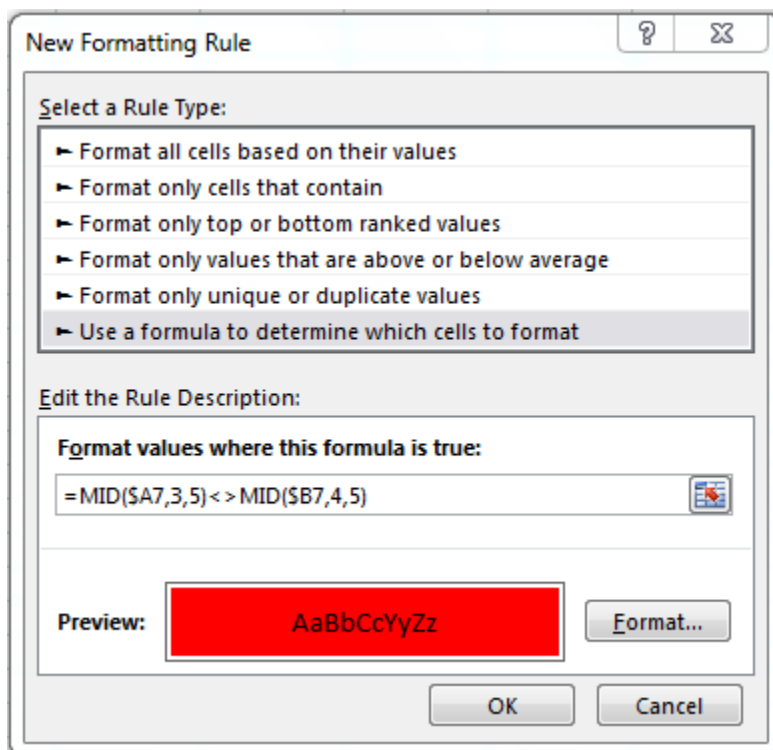 New Formatting Rule
Select a Rule Type:
► Format all cells based on their values
► Format only cells that contain
► Format only top or bottom ranked values
► Format only values that are above or below average
► Format only unique or duplicate values
► Use a formula to determine which cells to format
Edit the Rule Description:
Format values where this formula is true:
=MID($A7,3,5)<>MID($B7,4,5)
Preview: AaBbCcYyZz Format...
OK Cancel